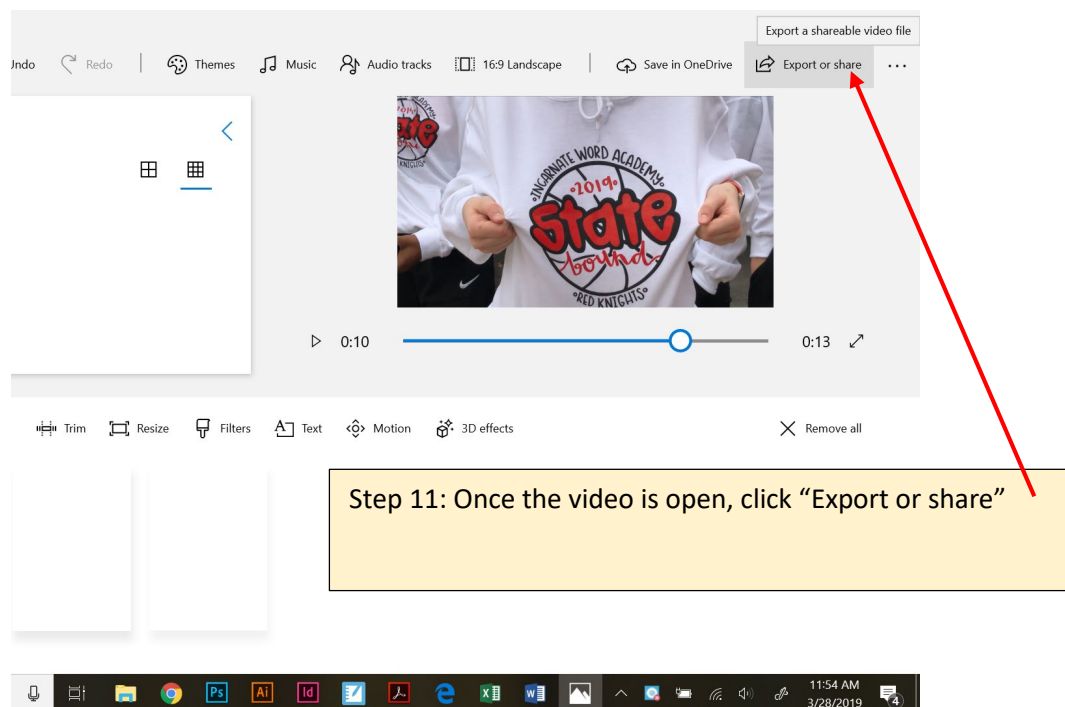 Export a shareable video file
Undo Redo Themes Music Audio tracks 16:9 Landscape Save in OneDrive Export or share ...
INCARNATE WORD ACADEMY
•2019•
State
bound
•RED KNIGHTS•
0:10 0:13
Trim Resize Filters Text Motion 3D effects Remove all
Step 11: Once the video is open, click “Export or share”
Ps Ai Id
11:54 AM
3/28/2019
4